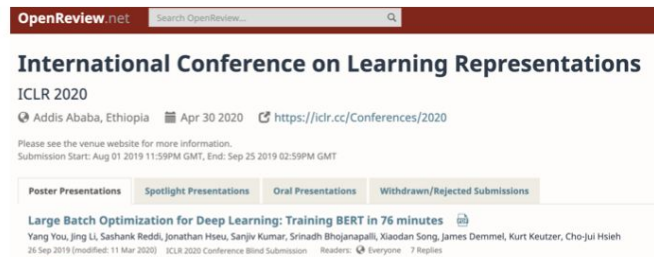 OpenReview.net Search OpenReview...
International Conference on Learning Representations
ICLR 2020
Addis Ababa, Ethiopia Apr 30 2020 https://iclr.cc/Conferences/2020
Please see the venue website for more information.
Submission Start: Aug 01 2019 11:59PM GMT, End: Sep 25 2019 02:59PM GMT
Poster Presentations Spotlight Presentations Oral Presentations Withdrawn/Rejected Submissions
Large Batch Optimization for Deep Learning: Training BERT in 76 minutes
Yang You, Jing Li, Sashank Reddi, Jonathan Hseu, Sanjiv Kumar, Srinadh Bhojanapalli, Xiaodan Song, James Demmel, Kurt Keutzer, Cho-Jui Hsieh
26 Sep 2019 (modified: 11 Mar 2020) ICLR 2020 Conference Blind Submission Readers: Everyone 7 Replies